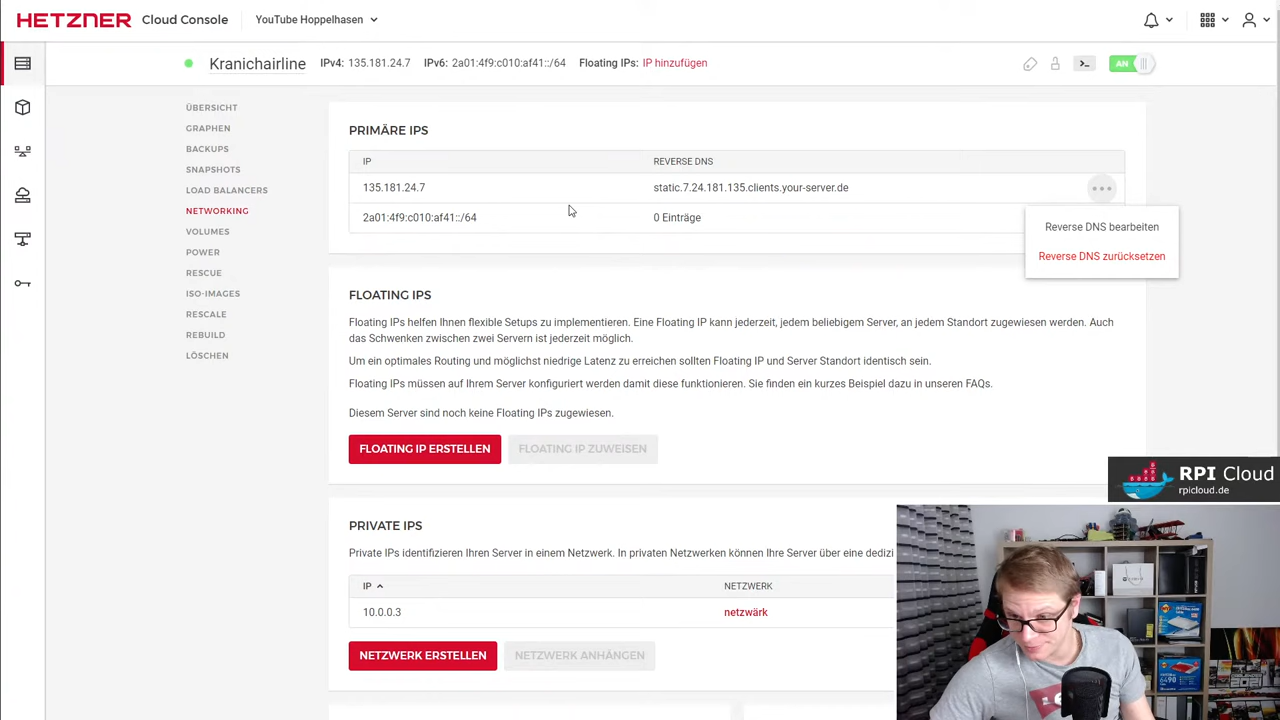 HETZNER Cloud Console YouTube Hoppelhasen
Kranichairline IPv4: 135.181.24.7 IPv6: 2a01:4f9:c010:af41::/64 Floating IPs: IP hinzufügen AN
ÜBERSICHT
GRAPHEN
BACKUPS
SNAPSHOTS
LOAD BALANCERS
NETWORKING
VOLUMES
POWER
RESCUE
ISO-IMAGES
RESCALE
REBUILD
LÖSCHEN
PRIMÄRE IPS
IP REVERSE DNS
135.181.24.7 static.7.24.181.135.clients.your-server.de
2a01:4f9:c010:af41::/64 0 Einträge
Reverse DNS bearbeiten
Reverse DNS zurücksetzen
FLOATING IPS
Floating IPs helfen Ihnen flexible Setups zu implementieren. Eine Floating IP kann jederzeit, jedem beliebigem Server, an jedem Standort zugewiesen werden. Auch
das Schwenken zwischen zwei Servern ist jederzeit möglich.
Um ein optimales Routing und möglichst niedrige Latenz zu erreichen sollten Floating IP und Server Standort identisch sein.
Floating IPs müssen auf Ihrem Server konfiguriert werden damit diese funktionieren. Sie finden ein kurzes Beispiel dazu in unseren FAQs.
Diesem Server sind noch keine Floating IPs zugewiesen.
FLOATING IP ERSTELLEN FLOATING IP ZUWEISEN
PRIVATE IPS
Private IPs identifizieren Ihren Server in einem Netzwerk. In privaten Netzwerken können Ihre Server über eine dedizi
IP NETZWERK
10.0.0.3 netzwärk
NETZWERK ERSTELLEN NETZWERK ANHÄNGEN
RPI Cloud
rpicloud.de